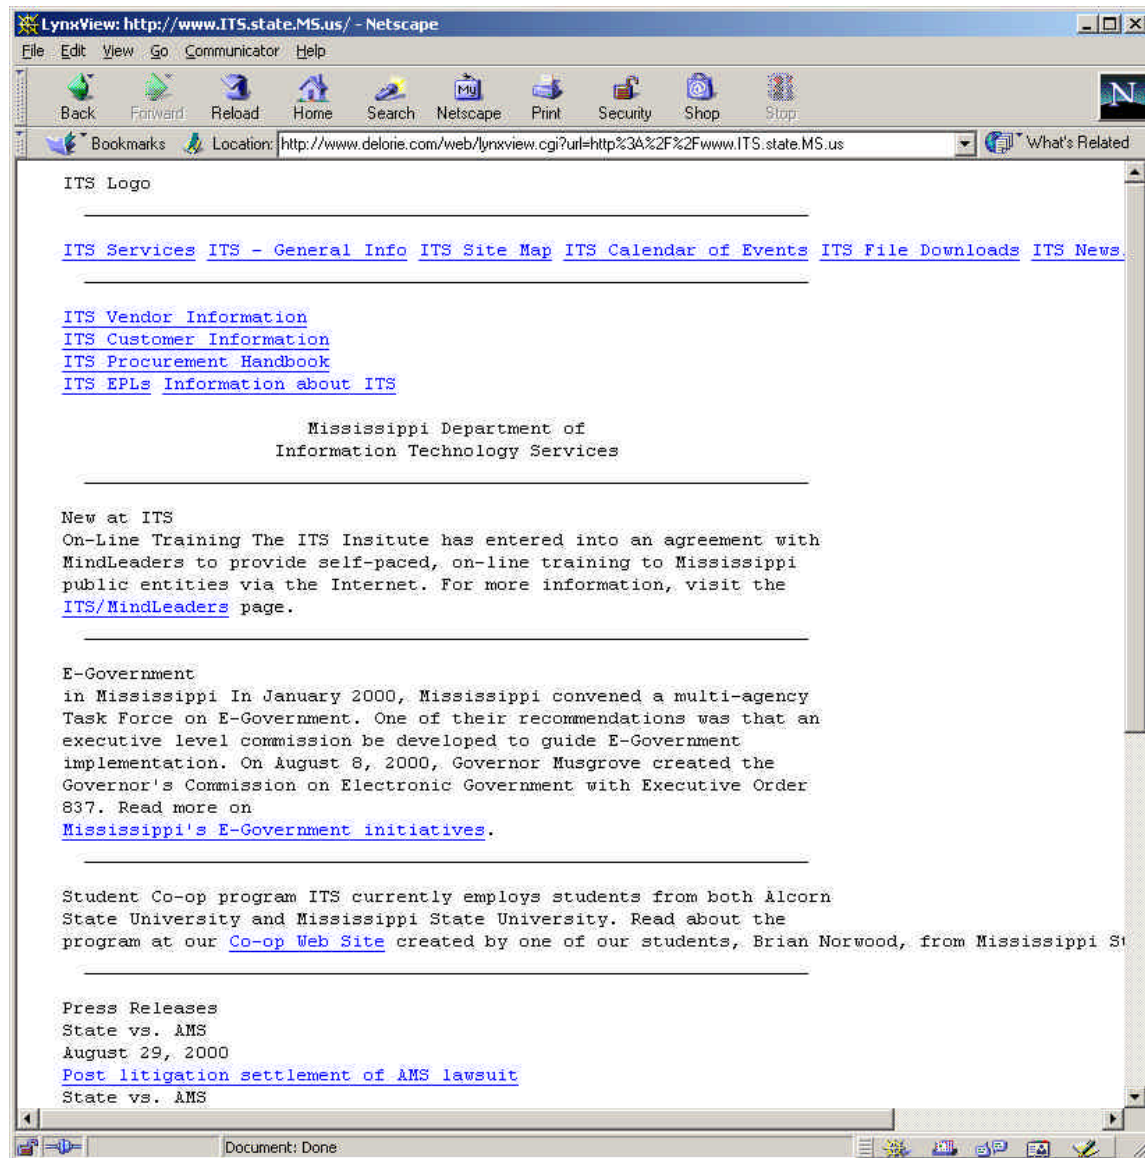 LynxView: http://www.ITS.state.MS.us/ - Netscape
File Edit View Go Communicator Help
My
N
Back Forward Reload Home Search Netscape Print Security Shop Stop
Bookmarks Location: http://www.delorie.com/web/lynxview.cgi?url=http%3A%2F%2Fwww.ITS.state.MS.us What's Related
ITS Logo
ITS Services ITS - General Info ITS Site Map ITS Calendar of Events ITS File Downloads ITS News
ITS Vendor Information
ITS Customer Information
ITS Procurement Handbook
ITS EPLs Information about ITS
Mississippi Department of
Information Technology Services
New at ITS
On-Line Training The ITS Insitute has entered into an agreement with
MindLeaders to provide self-paced, on-line training to Mississippi
public entities via the Internet. For more information, visit the
ITS/MindLeaders page.
E-Government
in Mississippi In January 2000, Mississippi convened a multi-agency
Task Force on E-Government. One of their recommendations was that an
executive level commission be developed to guide E-Government
implementation. On August 8, 2000, Governor Musgrove created the
Governor's Commission on Electronic Government with Executive Order
837. Read more on
Mississippi's E-Government initiatives.
Student Co-op program ITS currently employs students from both Alcorn
State University and Mississippi State University. Read about the
program at our Co-op Web Site created by one of our students, Brian Norwood, from Mississippi St
Press Releases
State vs. AMS
August 29, 2000
Post litigation settlement of AMS lawsuit
State vs. AMS
Document: Done